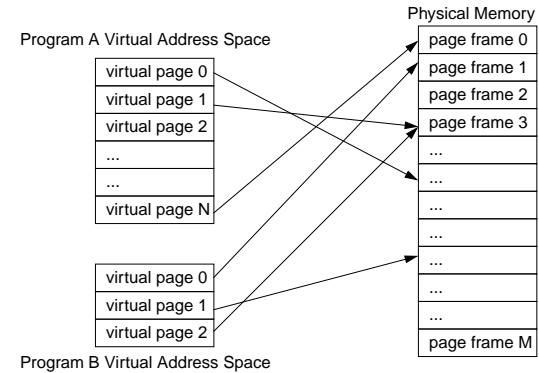 Physical Memory
page frame 0
page frame 1
page frame 2
page frame 3
...
...
...
...
...
...
...
page frame M
Program A Virtual Address Space
virtual page 0
virtual page 1
virtual page 2
...
...
virtual page N
virtual page 0
virtual page 1
virtual page 2
Program B Virtual Address Space